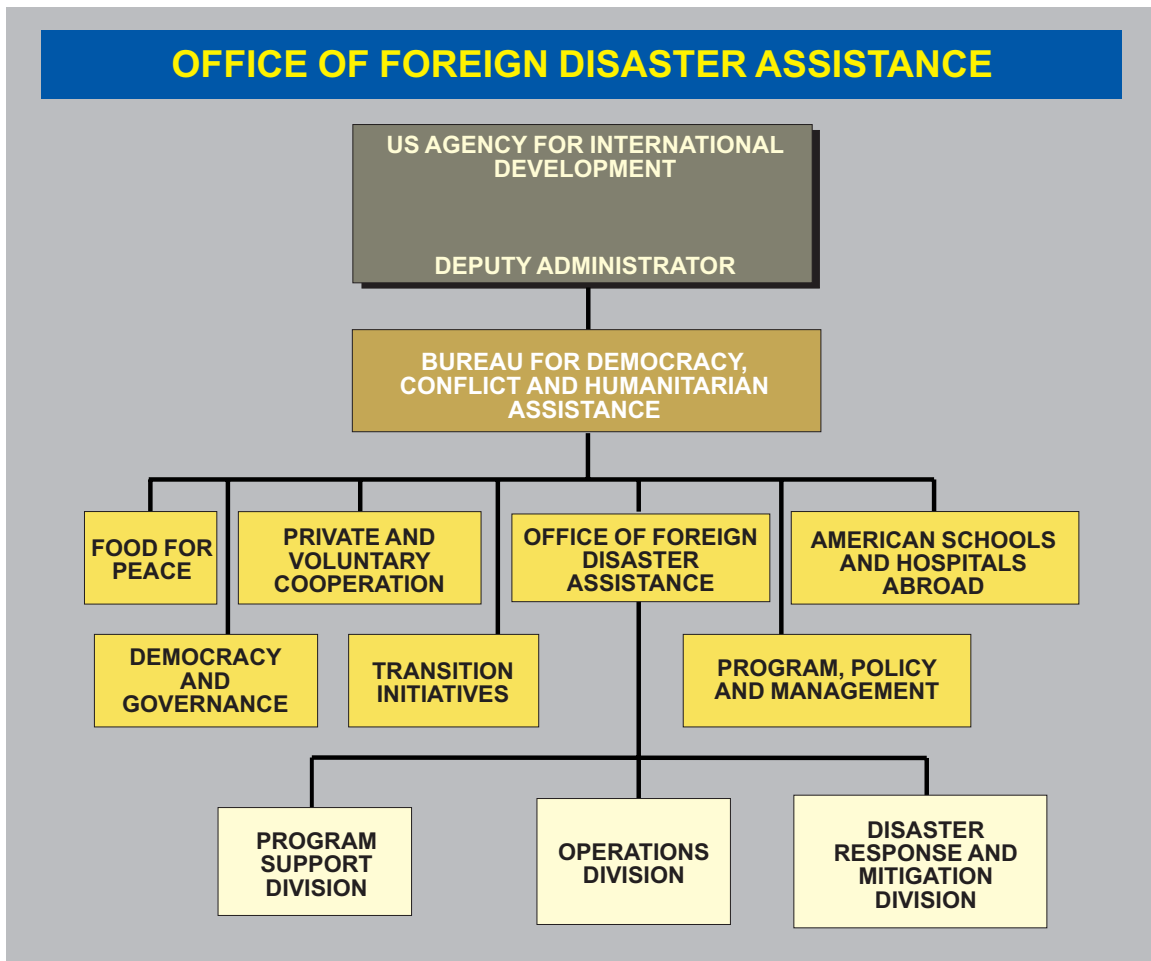 OFFICE OF FOREIGN DISASTER ASSISTANCE
US AGENCY FOR INTERNATIONAL
DEVELOPMENT
DEPUTY ADMINISTRATOR
BUREAU FOR DEMOCRACY,
CONFLICT AND HUMANITARIAN
ASSISTANCE
FOOD FOR
PEACE
PRIVATE AND
VOLUNTARY
COOPERATION
OFFICE OF FOREIGN
DISASTER
ASSISTANCE
AMERICAN SCHOOLS
AND HOSPITALS
ABROAD
DEMOCRACY
AND
GOVERNANCE
TRANSITION
INITIATIVES
PROGRAM, POLICY
AND MANAGEMENT
PROGRAM
SUPPORT
DIVISION
OPERATIONS
DIVISION
DISASTER
RESPONSE AND
MITIGATION
DIVISION